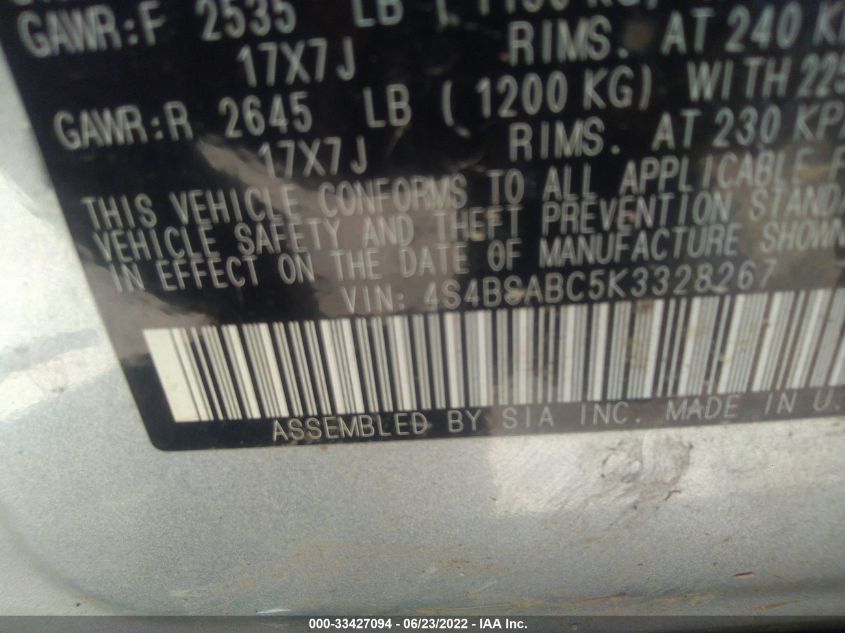 GAWR:F 2535 LB
17X7J RIMS. AT 240
GAWR:R 2645 LB (1200 KG) WITH 225
17X7J RIMS. AT 230 KP
THIS VEHICLE CONFORMS TO ALL APPLICABLE
VEHICLE SAFETY AND THEFT PREVENTION STAND
IN EFFECT ON THE DATE OF MANUFACTURE SHOWN
VIN: 4S4BSABC5K3328267
ASSEMBLED BY SIA INC. MADE IN U.
000-33427094 - 06/23/2022 - IAA Inc.